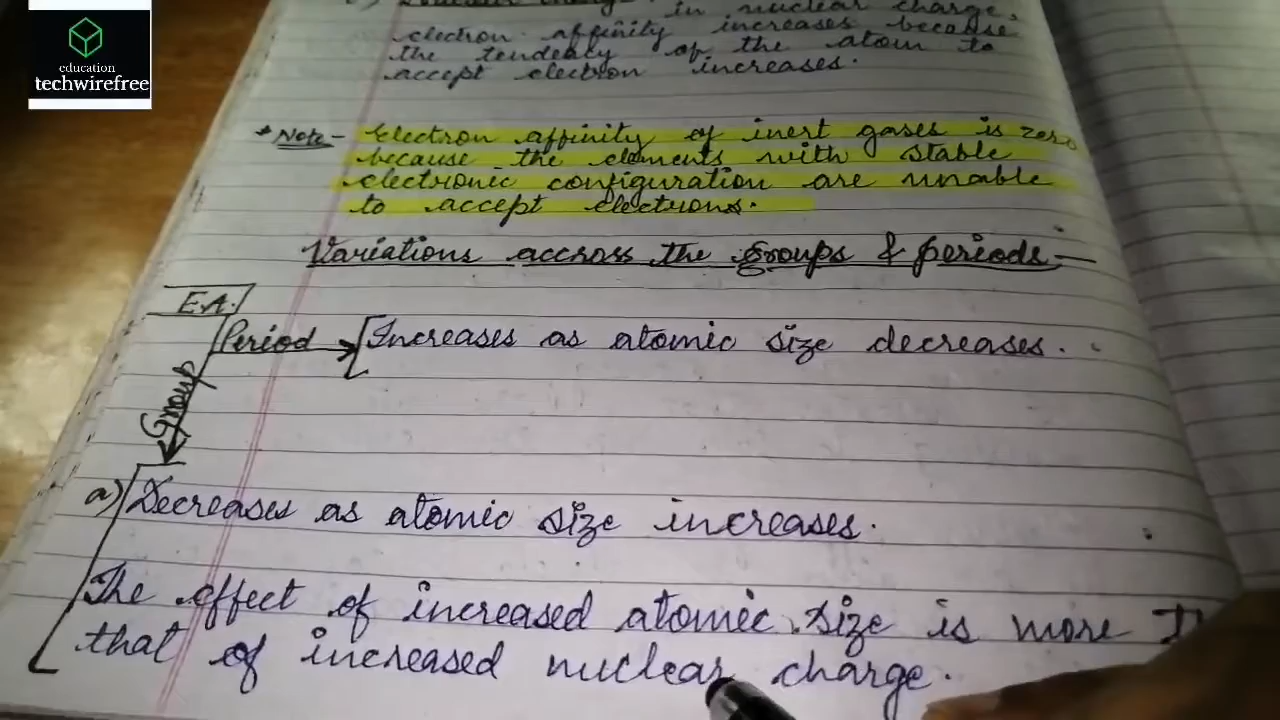 education
techwirefree
in nuclear charge,
electron affinity increases because
the tendealy of the atom to
accept electron increases.
* Note - Electron affinity of inert gases is zero
because the elements with stable
electronic configuration are unable
to accept electrons.
Variations accross the groups & periods -
E.A.
Period → Increases as atomic size decreases.
Group
a) Decreases as atomic size increases.
The effect of increased atomic size is more
that of increased nuclear charge.